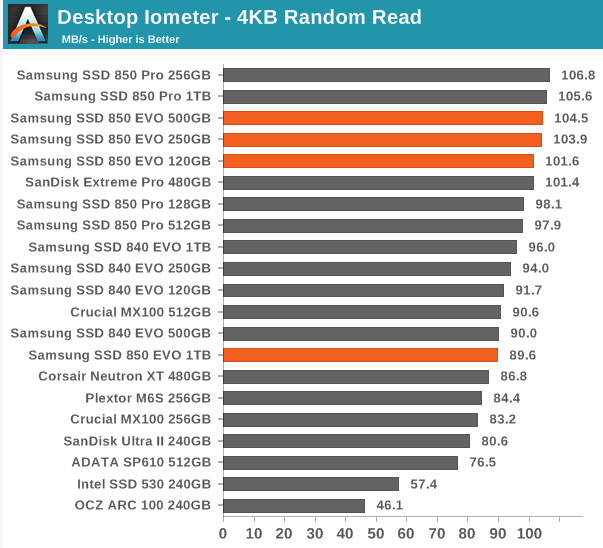 Desktop Iometer - 4KB Random Read
MB/s - Higher is Better
Samsung SSD 850 Pro 256GB 106.8
Samsung SSD 850 Pro 1TB 105.6
Samsung SSD 850 EVO 500GB 104.5
Samsung SSD 850 EVO 250GB 103.9
Samsung SSD 850 EVO 120GB 101.6
SanDisk Extreme Pro 480GB 101.4
Samsung SSD 850 Pro 128GB 98.1
Samsung SSD 850 Pro 512GB 97.9
Samsung SSD 840 EVO 1TB 96.0
Samsung SSD 840 EVO 250GB 94.0
Samsung SSD 840 EVO 120GB 91.7
Crucial MX100 512GB 90.6
Samsung SSD 840 EVO 500GB 90.0
Samsung SSD 850 EVO 1TB 89.6
Corsair Neutron XT 480GB 86.8
Plextor M6S 256GB 84.4
Crucial MX100 256GB 83.2
SanDisk Ultra II 240GB 80.6
ADATA SP610 512GB 76.5
Intel SSD 530 240GB 57.4
OCZ ARC 100 240GB 46.1
0 10 20 30 40 50 60 70 80 90 100